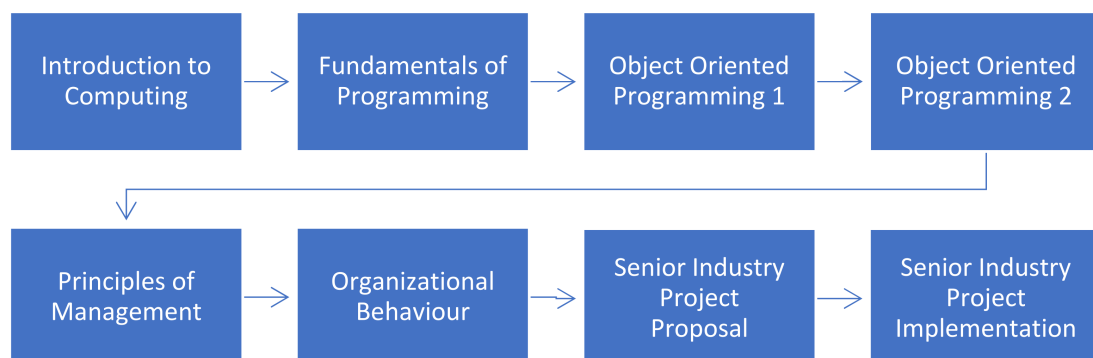 Introduction to
Computing
Fundamentals of
Programming
Object Oriented
Programming 1
Object Oriented
Programming 2
Principles of
Management
Organizational
Behaviour
Senior Industry
Project
Proposal
Senior Industry
Project
Implementation